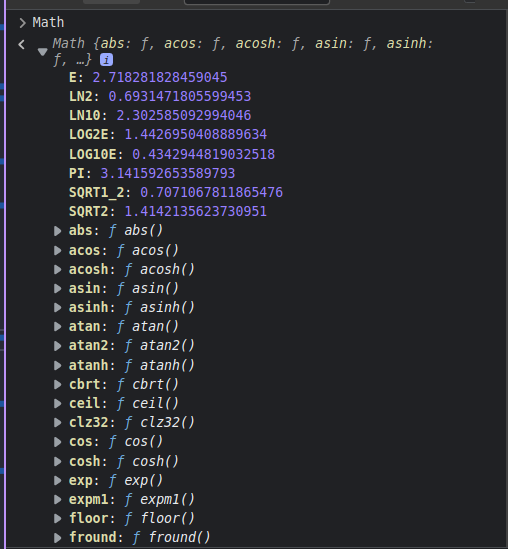 > Math
< Math {abs: ƒ, acos: ƒ, acosh: ƒ, asin: ƒ, asinh:
ƒ, …} i
E: 2.718281828459045
LN2: 0.6931471805599453
LN10: 2.302585092994046
LOG2E: 1.4426950408889634
LOG10E: 0.4342944819032518
PI: 3.141592653589793
SQRT1_2: 0.7071067811865476
SQRT2: 1.4142135623730951
abs: ƒ abs()
acos: ƒ acos()
acosh: ƒ acosh()
asin: ƒ asin()
asinh: ƒ asinh()
atan: ƒ atan()
atan2: ƒ atan2()
atanh: ƒ atanh()
cbrt: ƒ cbrt()
ceil: ƒ ceil()
clz32: ƒ clz32()
cos: ƒ cos()
cosh: ƒ cosh()
exp: ƒ exp()
expm1: ƒ expm1()
floor: ƒ floor()
fround: ƒ fround()